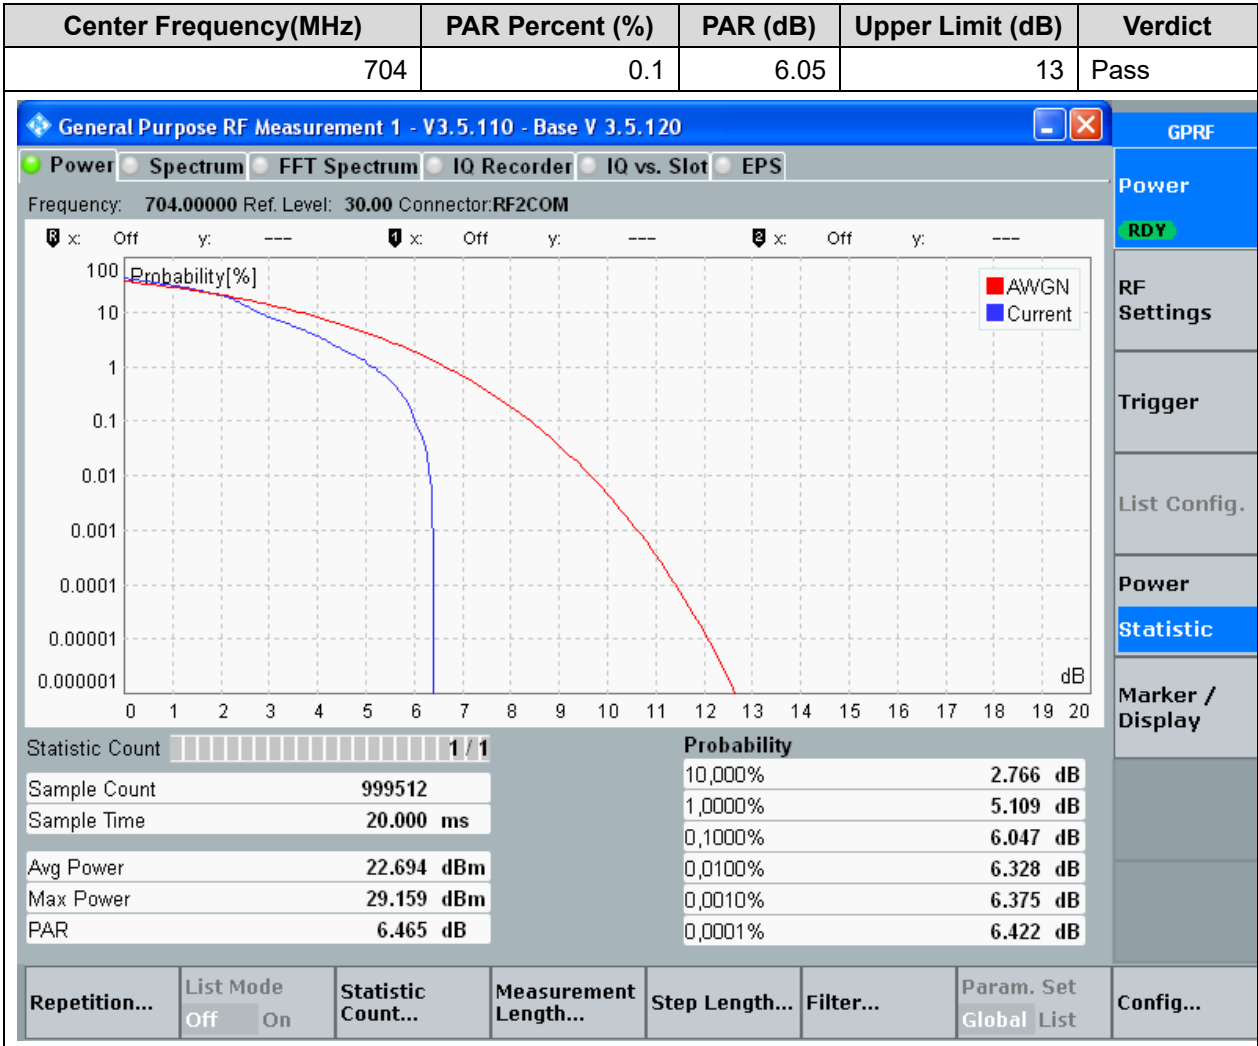 Center Frequency(MHz) PAR Percent (%) PAR (dB) Upper Limit (dB) Verdict
704 0.1 6.05 13 Pass
General Purpose RF Measurement 1 - V3.5.110 - Base V 3.5.120
GPRF
Power Spectrum FFT Spectrum IQ Recorder IQ vs. Slot EPS
Power
RDY
Frequency: 704.00000 Ref. Level: 30.00 Connector:RF2COM
R x: Off y: --- 1 x: Off y: --- 2 x: Off y: ---
Probability[%]
AWGN
Current
100
10
1
0.1
0.01
0.001
0.0001
0.00001
0.000001
dB
0 1 2 3 4 5 6 7 8 9 10 11 12 13 14 15 16 17 18 19 20
RF
Settings
Trigger
List Config.
Power
Statistic
Marker /
Display
Statistic Count 1 / 1
Sample Count 999512
Sample Time 20.000 ms
Avg Power 22.694 dBm
Max Power 29.159 dBm
PAR 6.465 dB
Probability
10,000% 2.766 dB
1,0000% 5.109 dB
0,1000% 6.047 dB
0,0100% 6.328 dB
0,0010% 6.375 dB
0,0001% 6.422 dB
Repetition...
List Mode
Off On
Statistic
Count...
Measurement
Length...
Step Length...
Filter...
Param. Set
Global List
Config...